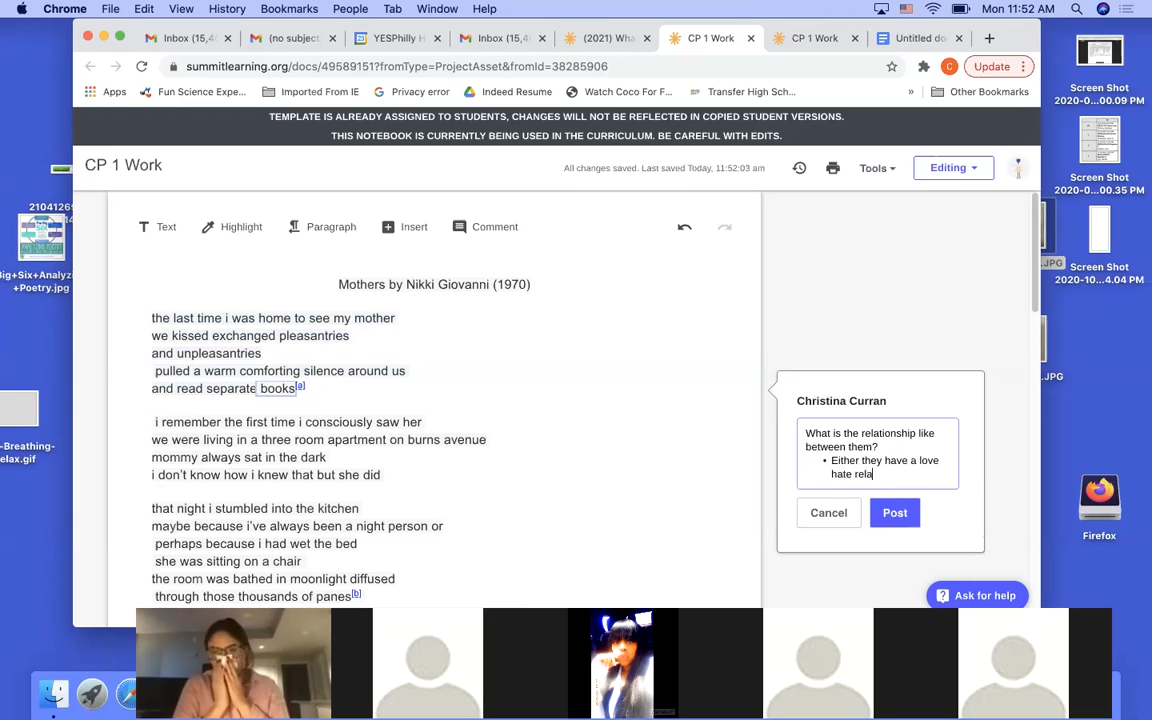 Chrome File Edit View History Bookmarks People Tab Window Help Mon 11:52 AM
Inbox (15,4 (no subject YESPhilly H Inbox (15,4 (2021) Wha CP 1 Work CP 1 Work Untitled do
summitlearning.org/docs/49589151?fromType=ProjectAsset&fromId=38285906 Update
Apps Fun Science Expe... Imported From IE Privacy error Indeed Resume Watch Coco For F... Transfer High Sc... » Other Bookmarks
TEMPLATE IS ALREADY ASSIGNED TO STUDENTS, CHANGES WILL NOT BE REFLECTED IN COPIED STUDENT VERSIONS.
THIS NOTEBOOK IS CURRENTLY BEING USED IN THE CURRICULUM. BE CAREFUL WITH EDITS.
CP 1 Work All changes saved. Last saved Today, 11:52:03 am Tools Editing
Text Highlight Paragraph Insert Comment
Mothers by Nikki Giovanni (1970)
the last time i was home to see my mother
we kissed exchanged pleasantries
and unpleasantries
pulled a warm comforting silence around us
and read separate books[a]
i remember the first time i consciously saw her
we were living in a three room apartment on burns avenue
mommy always sat in the dark
i don't know how i knew that but she did
that night i stumbled into the kitchen
maybe because i've always been a night person or
perhaps because i had wet the bed
she was sitting on a chair
the room was bathed in moonlight diffused
through those thousands of panes[b]
Christina Curran
What is the relationship like
between them?
• Either they have a love
hate rela
Cancel Post
Ask for help
Screen Shot
2020-0...00.09 PM
Screen Shot
2020-0...00.35 PM
Screen Shot
2020-10...4.04 PM
.JPG
.JPG
Firefox
2104126
14
Big+Six+Analyz
+Poetry.jpg
-Breathing-
elax.gif